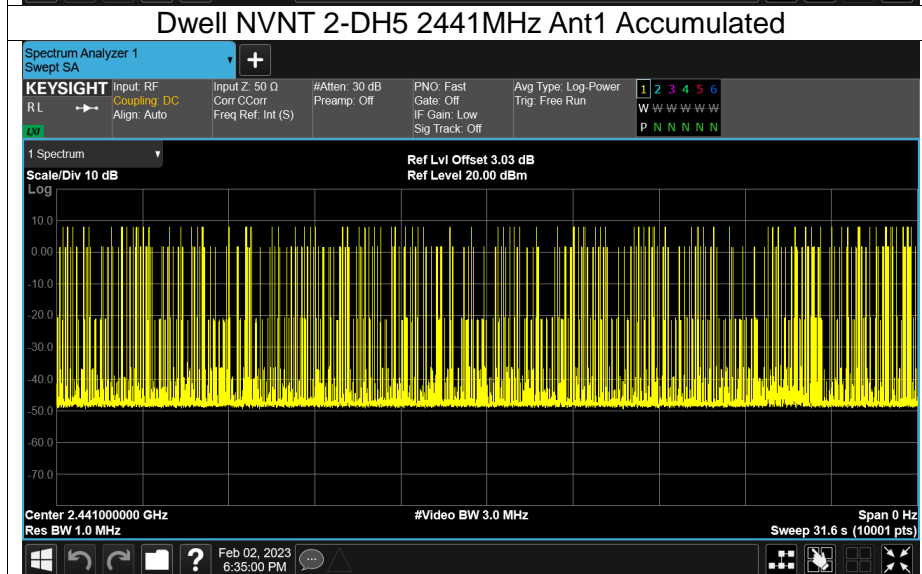 Dwell NVNT 2-DH5 2441MHz Ant1 Accumulated
Spectrum Analyzer 1
Swept SA
+
KEYSIGHT
R L
LXI
Input: RF
Coupling: DC
Align: Auto
Input Z: 50 Ω
Corr CCorr
Freq Ref: Int (S)
#Atten: 30 dB
Preamp: Off
PNO: Fast
Gate: Off
IF Gain: Low
Sig Track: Off
Avg Type: Log-Power
Trig: Free Run
1 2 3 4 5 6
W W W W W W
P N N N N N
1 Spectrum
Scale/Div 10 dB
Ref Lvl Offset 3.03 dB
Ref Level 20.00 dBm
Log
10.0
0.00
-10.0
-20.0
-30.0
-40.0
-50.0
-60.0
-70.0
Center 2.441000000 GHz
#Video BW 3.0 MHz
Span 0 Hz
Res BW 1.0 MHz
Sweep 31.6 s (10001 pts)
?
Feb 02, 2023
6:35:00 PM